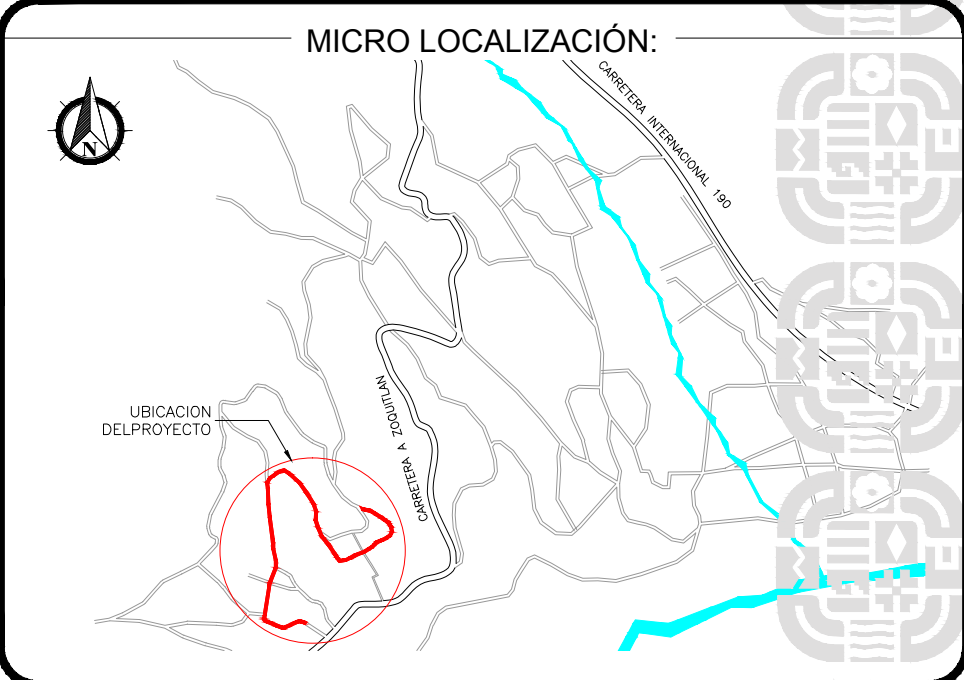 MICRO LOCALIZACIÓN:
N
CARRETERA INTERNACIONAL 190
CARRETERA A ZOQUITLAN
UBICACION
DELPROYECTO